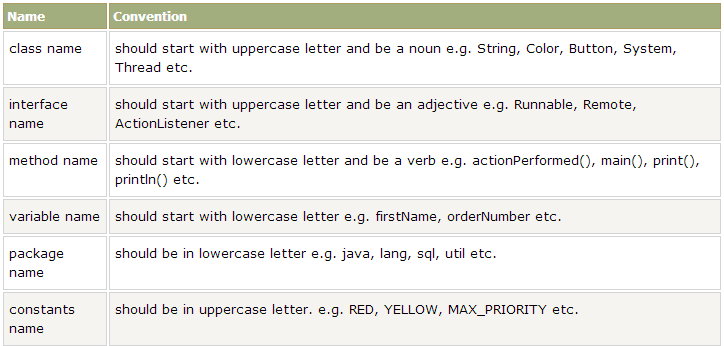 Name Convention
class name should start with uppercase letter and be a noun e.g. String, Color, Button, System,
Thread etc.
interface should start with uppercase letter and be an adjective e.g. Runnable, Remote,
name ActionListener etc.
method name should start with lowercase letter and be a verb e.g. actionPerformed(), main(), print(),
println() etc.
variable name should start with lowercase letter e.g. firstName, orderNumber etc.
package should be in lowercase letter e.g. java, lang, sql, util etc.
name
constants should be in uppercase letter. e.g. RED, YELLOW, MAX_PRIORITY etc.
name